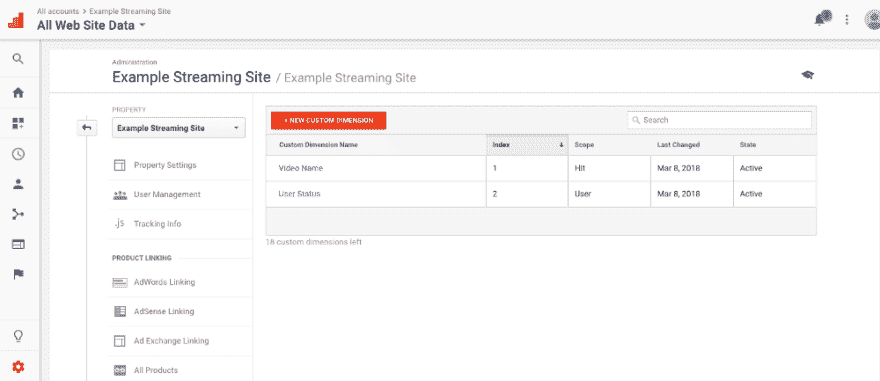 All accounts > Example Streaming Site
All Web Site Data
Administration
Example Streaming Site / Example Streaming Site
PROPERTY
Example Streaming Site
Property Settings
User Management
.js Tracking Info
PRODUCT LINKING
AdWords Linking
AdSense Linking
Ad Exchange Linking
All Products
+ NEW CUSTOM DIMENSION
Search
Custom Dimension Name Index Scope Last Changed State
Video Name 1 Hit Mar 8, 2018 Active
User Status 2 User Mar 8, 2018 Active
18 custom dimensions left